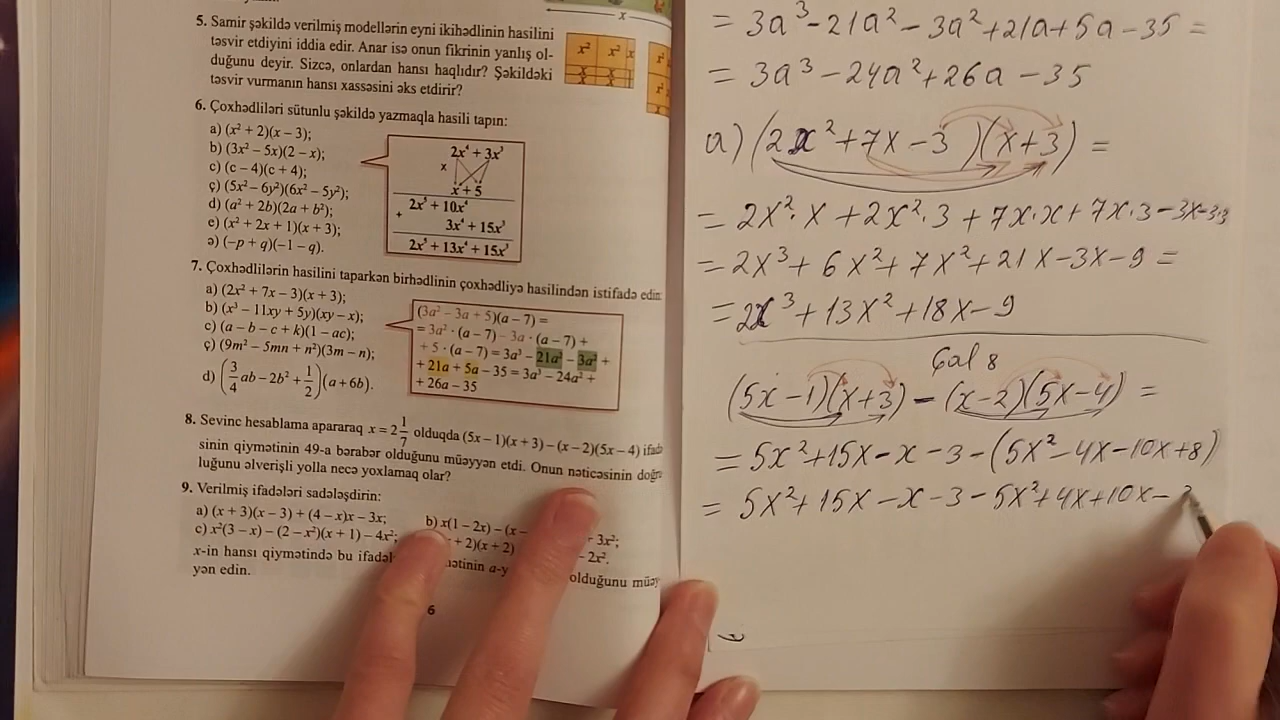 5. Samir şəkildə verilmiş modellərin eyni ikihədlinin hasilini
təsvir etdiyini iddia edir. Anar isə onun fikrinin yanlış ol-
duğunu deyir. Sizcə, onlardan hansı haqlıdır? Şəkildəki
təsvir vurmanın hansı xassəsini əks etdirir?
x² x² x
x
6. Çoxhədliləri sütunlu şəkildə yazmaqla hasili tapın:
a) (x² + 2)(x – 3);
b) (3x² – 5x)(2 – x);
c) (c – 4)(c + 4);
ç) (5x² – 6y²)(6x² – 5y²);
d) (a² + 2b)(2a + b²);
e) (x² + 2x + 1)(x + 3);
ə) (–p + q)(–1 – q).
2x⁴ + 3x³
x
x + 5
2x⁵ + 10x⁴
+
3x⁴ + 15x³
2x⁵ + 13x⁴ + 15x³
7. Çoxhədlilərin hasilini taparkən birhədlinin çoxhədliyə hasilindən istifadə edin:
a) (2x² + 7x – 3)(x + 3);
b) (x³ – 11xy + 5y)(xy – x);
c) (a – b – c + k)(1 – ac);
ç) (9m² – 5mn + n²)(3m – n);
d) (3/4 ab – 2b² + 1/2)(a + 6b).
(3a² – 3a + 5)(a – 7) =
= 3a² · (a – 7) – 3a · (a – 7) +
+ 5 · (a – 7) = 3a³ – 21a² – 3a² +
+ 21a + 5a – 35 = 3a³ – 24a² +
+ 26a – 35
8. Sevinc hesablama apararaq x = 2 1/7 olduqda (5x – 1)(x + 3) – (x – 2)(5x – 4) ifadə
sinin qiymətinin 49-a bərabər olduğunu müəyyən etdi. Onun nəticəsinin doğru
luğunu əlverişli yolla necə yoxlamaq olar?
9. Verilmiş ifadələri sadələşdirin:
a) (x + 3)(x – 3) + (4 – x)x – 3x;
b) x(1 – 2x) – (x – 3x²;
c) x²(3 – x) – (2 – x²)(x + 1) – 4x²;
+ 2)(x + 2) – 2x².
x-in hansı qiymətində bu ifadəl ətinin a-y olduğunu müəy
yən edin.
6
= 3a³ – 21a² – 3a² + 21a + 5a – 35 =
= 3a³ – 24a² + 26a – 35
a) (2x² + 7x – 3)(x + 3) =
= 2x²·x + 2x²·3 + 7x·x + 7x·3 – 3x – 3·3
= 2x³ + 6x² + 7x² + 21x – 3x – 9 =
= 2x³ + 13x² + 18x – 9
Çal 8
(5x – 1)(x + 3) – (x – 2)(5x – 4) =
= 5x² + 15x – x – 3 – (5x² – 4x – 10x + 8)
= 5x² + 15x – x – 3 – 5x² + 4x + 10x –